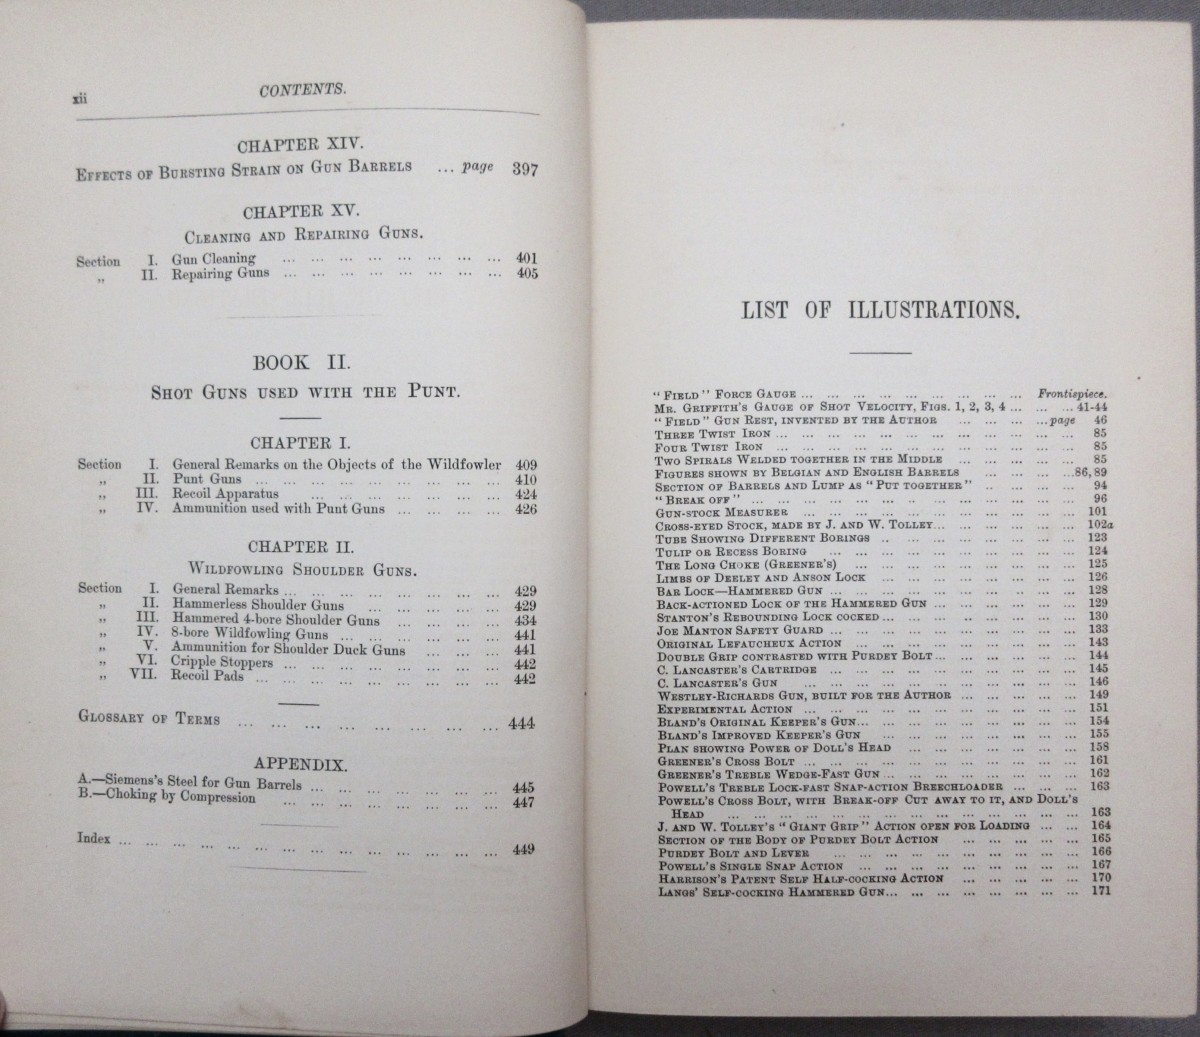 xii
CONTENTS.
CHAPTER XIV.
EFFECTS OF BURSTING STRAIN ON GUN BARRELS ... page 397
CHAPTER XV.
CLEANING AND REPAIRING GUNS.
Section I. Gun Cleaning ... ... ... ... ... ... ... 401
„ II. Repairing Guns ... ... ... ... ... ... ... 405
BOOK II.
SHOT GUNS USED WITH THE PUNT.
CHAPTER I.
Section I. General Remarks on the Objects of the Wildfowler 409
„ II. Punt Guns ... ... ... ... ... ... ... ... 410
„ III. Recoil Apparatus ... ... ... ... ... ... 424
„ IV. Ammunition used with Punt Guns ... ... ... ... 426
CHAPTER II.
WILDFOWLING SHOULDER GUNS.
Section I. General Remarks ... ... ... ... ... ... ... 429
„ II. Hammerless Shoulder Guns ... ... ... ... ... 429
„ III. Hammered 4-bore Shoulder Guns ... ... ... ... 434
„ IV. 8-bore Wildfowling Guns ... ... ... ... ... 441
„ V. Ammunition for Shoulder Duck Guns ... ... ... 441
„ VI. Cripple Stoppers ... ... ... ... ... ... ... 442
„ VII. Recoil Pads ... ... ... ... ... ... ... ... 442
GLOSSARY OF TERMS ... ... ... ... ... ... ... 444
APPENDIX.
A.—Siemens's Steel for Gun Barrels ... ... ... ... ... ... 445
B.—Choking by Compression ... ... ... ... ... ... ... 447
Index ... ... ... ... ... ... ... ... ... ... ... ... 449
LIST OF ILLUSTRATIONS.
"FIELD" FORCE GAUGE ... ... ... ... ... ... ... ... ... Frontispiece.
MR. GRIFFITH'S GAUGE OF SHOT VELOCITY, FIGS. 1, 2, 3, 4 ... ... ... 41-44
"FIELD" GUN REST, INVENTED BY THE AUTHOR ... ... ... ...page 46
THREE TWIST IRON ... ... ... ... ... ... ... ... ... ... ... ... 85
FOUR TWIST IRON ... ... ... ... ... ... ... ... ... ... ... ... 85
TWO SPIRALS WELDED TOGETHER IN THE MIDDLE ... ... ... ... ... 85
FIGURES SHOWN BY BELGIAN AND ENGLISH BARRELS ... ... ... ...86, 89
SECTION OF BARRELS AND LUMP AS "PUT TOGETHER" .. ... ... ... ... 94
"BREAK OFF" ... ... ... ... ... ... ... ... ... ... ... ... ... 96
GUN-STOCK MEASURER ... ... ... ... ... ... ... ... ... ... ... 101
CROSS-EYED STOCK, MADE BY J. AND W. TOLLEY... ... ... ... ... ... 102a
TUBE SHOWING DIFFERENT BORINGS .. ... ... ... ... ... ... ... 123
TULIP OR RECESS BORING ... ... ... ... ... ... ... ... ... ... 124
THE LONG CHOKE (GREENER'S) ... ... ... ... ... ... ... ... ... 125
LIMBS OF DEELEY AND ANSON LOCK ... ... ... ... ... ... ... ... 126
BAR LOCK—HAMMERED GUN ... ... ... ... ... ... ... .. ... ... 128
BACK-ACTIONED LOCK OF THE HAMMERED GUN ... ... ... ... ... ... 129
STANTON'S REBOUNDING LOCK COCKED... ... ... ... ... ... ... ... 130
JOE MANTON SAFETY GUARD ... ... ... ... ... ... ... ... ... ... 133
ORIGINAL LEFAUCHEUX ACTION ... ... ... ... ... ... ... ... ... 143
DOUBLE GRIP CONTRASTED WITH PURDEY BOLT... ... ... ... ... ... 144
C. LANCASTER'S CARTRIDGE ... ... ... ... ... ... ... ... ... ... 145
C. LANCASTER'S GUN ... ... ... ... ... ... ... ... ... ... ... 146
WESTLEY-RICHARDS GUN, BUILT FOR THE AUTHOR ... ... ... ... ... 149
EXPERIMENTAL ACTION ... ... ... ... ... ... ... ... ... ... ... 151
BLAND'S ORIGINAL KEEPER'S GUN... ... ... ... ... ... ... ... ... 154
BLAND'S IMPROVED KEEPER'S GUN ... ... ... ... ... ... ... ... 155
PLAN SHOWING POWER OF DOLL'S HEAD ... ... ... ... ... ... ... 158
GREENER'S CROSS BOLT ... ... ... ... ... ... ... ... ... ... ... 161
GREENER'S TREBLE WEDGE-FAST GUN ... ... ... ... ... ... ... ... 162
POWELL'S TREBLE LOCK-FAST SNAP-ACTION BREECHLOADER ... ... ... 163
POWELL'S CROSS BOLT, WITH BREAK-OFF CUT AWAY TO IT, AND DOLL'S
HEAD ... ... ... ... ... ... ... ... ... ... ... ... ... ... 163
J. AND W. TOLLEY'S "GIANT GRIP" ACTION OPEN FOR LOADING ... ... 164
SECTION OF THE BODY OF PURDEY BOLT ACTION ... ... ... ... ... 165
PURDEY BOLT AND LEVER ... ... ... ... ... ... ... ... ... ... 166
POWELL'S SINGLE SNAP ACTION ... ... ... ... ... ... ... ... ... 167
HARRISON'S PATENT SELF HALF-COCKING ACTION ... ... ... ... ... 170
LANGS' SELF-COCKING HAMMERED GUN... ... ... ... ... ... ... ... 171